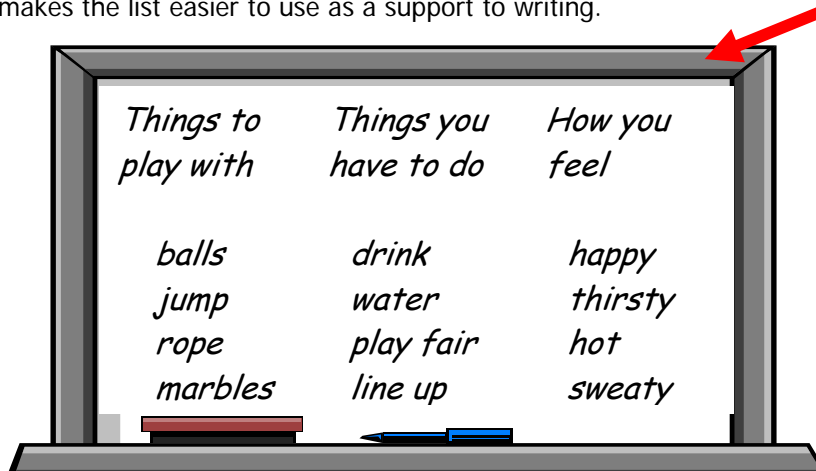 makes the list easier to use as a support to writing.
Things to
play with
balls
jump
rope
marbles
Things you
have to do
drink
water
play fair
line up
How you
feel
happy
thirsty
hot
sweaty